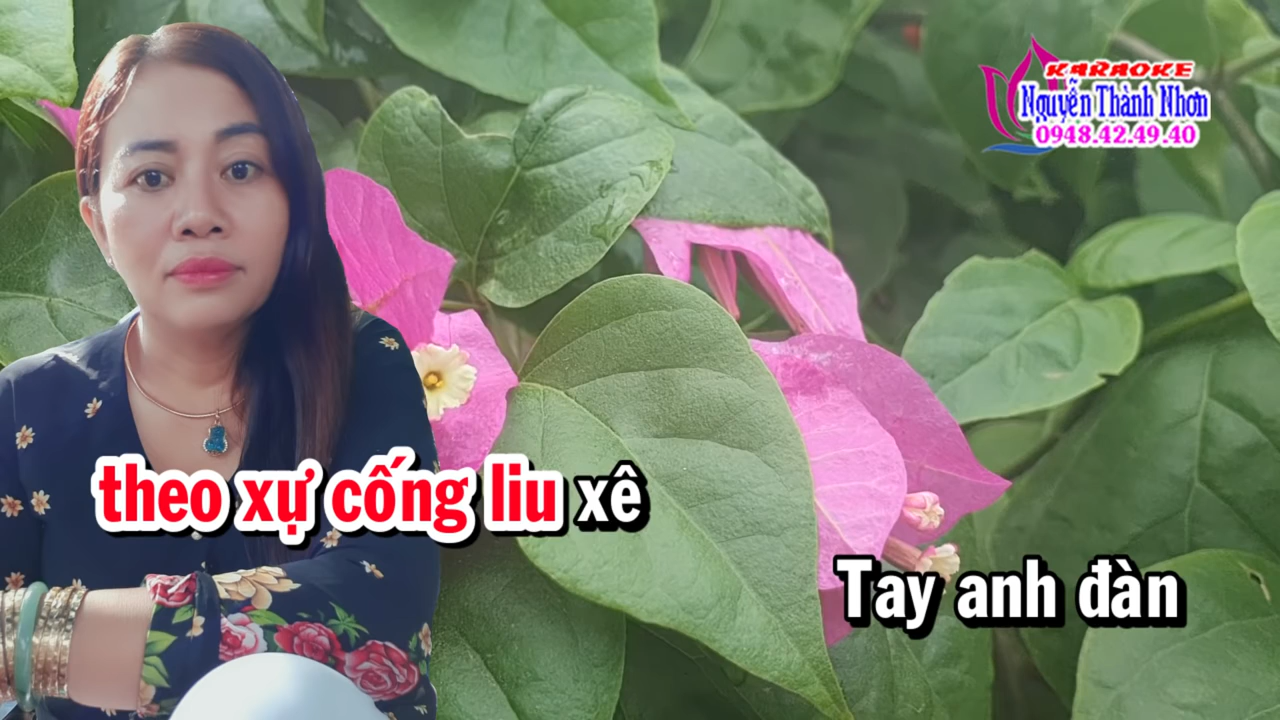 KARAOKE
Nguyễn Thành Nhơn
0948.42.49.40
theo xự cống liu xê
Tay anh đàn